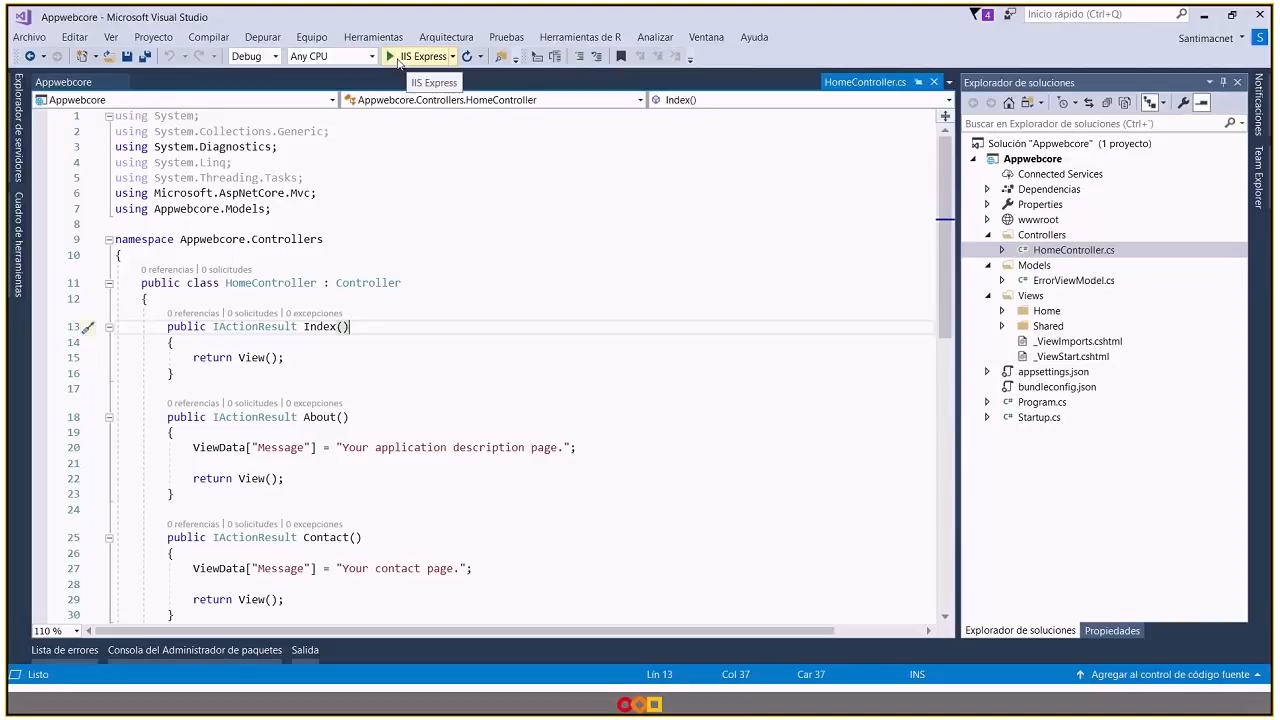 Appwebcore - Microsoft Visual Studio
4
Inicio rápido (Ctrl+Q)
Archivo Editar Ver Proyecto Compilar Depurar Equipo Herramientas Arquitectura Pruebas Herramientas de R Analizar Ventana Ayuda
Santimacnet S
Debug Any CPU IIS Express
IIS Express
Explorador de servidores
Cuadro de herramientas
Appwebcore
HomeController.cs
Appwebcore
Appwebcore.Controllers.HomeController
Index()
1 using System;
2 using System.Collections.Generic;
3 using System.Diagnostics;
4 using System.Linq;
5 using System.Threading.Tasks;
6 using Microsoft.AspNetCore.Mvc;
7 using Appwebcore.Models;
8
9 namespace Appwebcore.Controllers
10 {
0 referencias | 0 solicitudes
11 public class HomeController : Controller
12 {
0 referencias | 0 solicitudes | 0 excepciones
13 public IActionResult Index()
14 {
15 return View();
16 }
17
0 referencias | 0 solicitudes | 0 excepciones
18 public IActionResult About()
19 {
20 ViewData["Message"] = "Your application description page.";
21
22 return View();
23 }
24
0 referencias | 0 solicitudes | 0 excepciones
25 public IActionResult Contact()
26 {
27 ViewData["Message"] = "Your contact page.";
28
29 return View();
30 }
110 %
Explorador de soluciones
Buscar en Explorador de soluciones (Ctrl+`)
Solución "Appwebcore" (1 proyecto)
Appwebcore
Connected Services
Dependencias
Properties
wwwroot
Controllers
C# HomeController.cs
Models
C# ErrorViewModel.cs
Views
Home
Shared
_ViewImports.cshtml
_ViewStart.cshtml
appsettings.json
bundleconfig.json
C# Program.cs
C# Startup.cs
Explorador de soluciones Propiedades
Notificaciones
Team Explorer
Lista de errores Consola del Administrador de paquetes Salida
Listo Lín 13 Col 37 Car 37 INS Agregar al control de código fuente